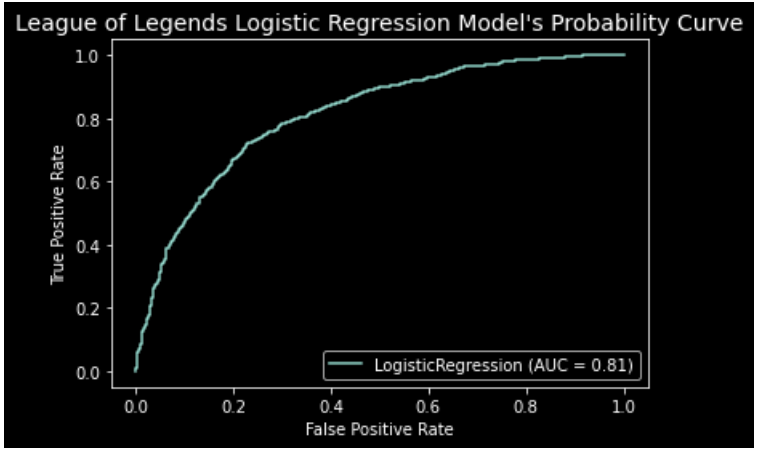 League of Legends Logistic Regression Model's Probability Curve
1.0
0.8
0.6
0.4
0.2
0.0
True Positive Rate
LogisticRegression (AUC = 0.81)
0.0 0.2 0.4 0.6 0.8 1.0
False Positive Rate